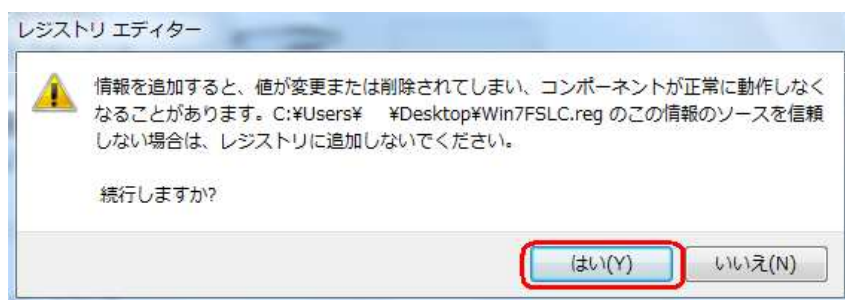 レジストリ エディター
情報を追加すると、値が変更または削除されてしまい、コンポーネントが正常に動作しなく
なることがあります。C:¥Users¥　¥Desktop¥Win7FSLC.reg のこの情報のソースを信頼
しない場合は、レジストリに追加しないでください。
続行しますか?
はい(Y)
いいえ(N)